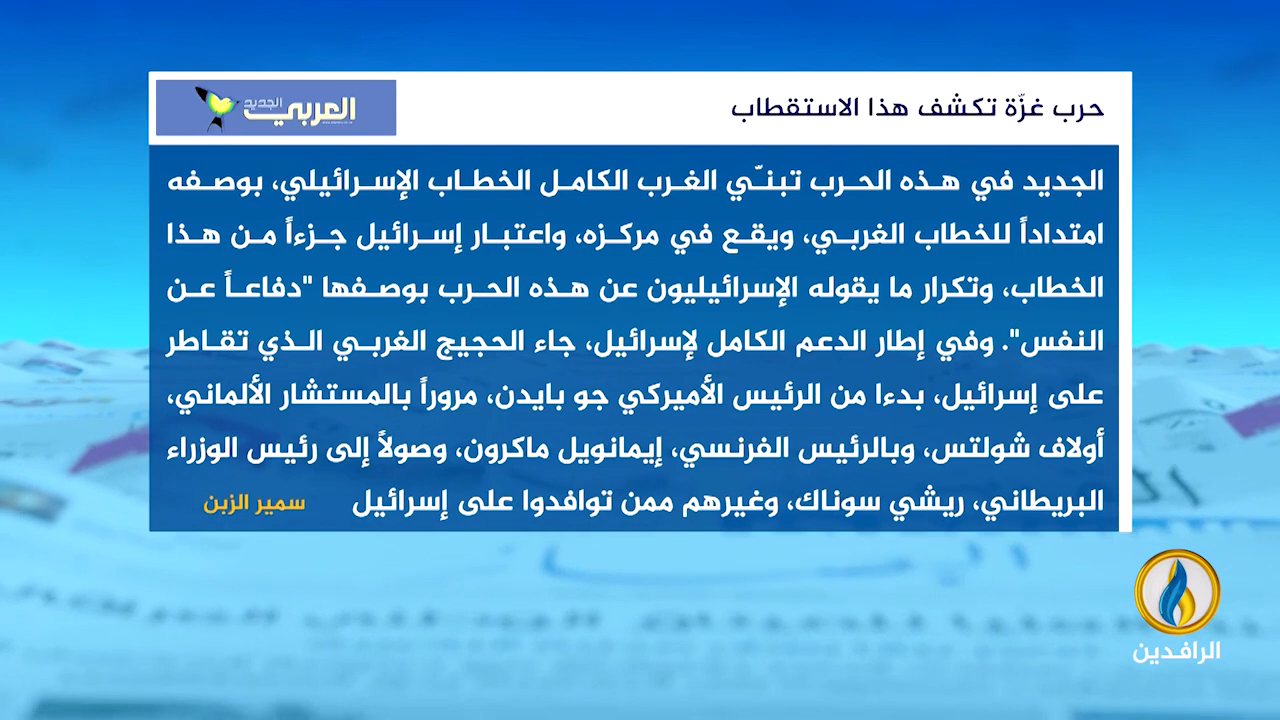 حرب غزّة تكشف هذا الاستقطاب
العربي الجديد
الجديد في هذه الحرب تبنّي الغرب الكامل الخطاب الإسرائيلي، بوصفه
امتداداً للخطاب الغربي، ويقع في مركزه، واعتبار إسرائيل جزءاً من هذا
الخطاب، وتكرار ما يقوله الإسرائيليون عن هذه الحرب بوصفها "دفاعاً عن
النفس". وفي إطار الدعم الكامل لإسرائيل، جاء الحجيج الغربي الذي تقاطر
على إسرائيل، بدءا من الرئيس الأميركي جو بايدن، مروراً بالمستشار الألماني،
أولاف شولتس، وبالرئيس الفرنسي، إيمانويل ماكرون، وصولاً إلى رئيس الوزراء
البريطاني، ريشي سوناك، وغيرهم ممن توافدوا على إسرائيل
سمير الزبن
الرافدين